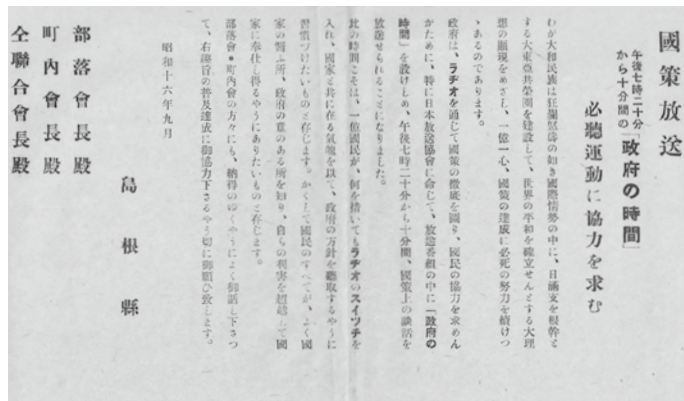 國策放送
午後七時二十分
から十分間の「政府の時間」
必聽運動に協力を求む
わが大和民族は狂瀾怒濤の如き國際情勢の中に、日滿支を根幹と
する大東亞共榮圈を建設して、世界の平和を確立せんとする大理
想の顯現をめざし、一億一心、國策の達成に必死の努力を續けつ
ゝあるのであります。
政府は、ラヂオを通じて國策の徹底を圖り、國民の協力を求めん
がために、特に日本放送協會に命じて、放送番組の中に「政府の
時間」を設けしめ、午後七時二十分から十分間、國策上の談話を
放送せられることになりました。
此の時間こそは、一億國民が、何を措いてもラヂオのスイツチを
入れ、國家と共に在る氣魄を以て、政府の方針を聽取するやうに
習慣づけたいものと存じます。かくして國民のすべてが、よく國
家の嚮ふ所、政府の意のある所を知り、自らの利害を超越して國
家に奉仕し得るやうにありたいものと存じます。
部落會・町內會の方々にも、納得のゆくやうによく御話し下さつ
て、右趣旨の普及達成に御協力下さるやう切に御願ひ致します。
昭和十六年九月
島根縣
部落會長殿
町內會長殿
仝聯合會長殿